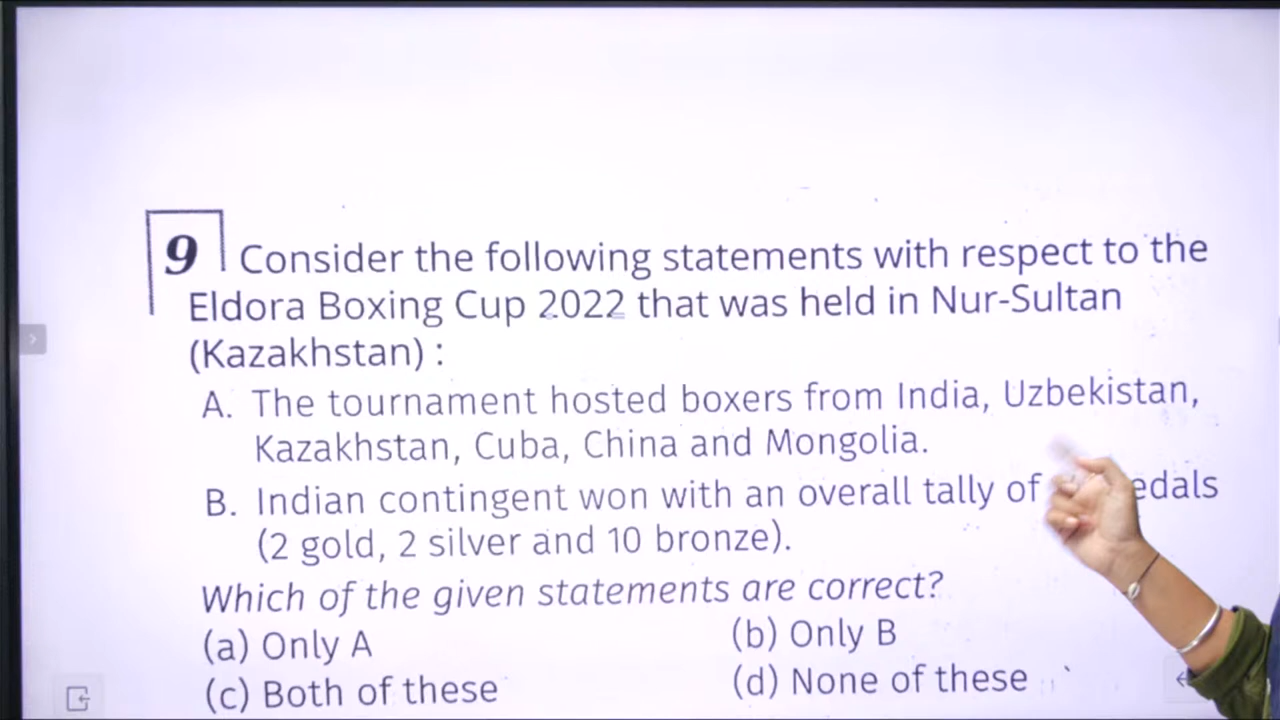 9 Consider the following statements with respect to the
Eldora Boxing Cup 2022 that was held in Nur-Sultan
(Kazakhstan) :
A. The tournament hosted boxers from India, Uzbekistan,
Kazakhstan, Cuba, China and Mongolia.
B. Indian contingent won with an overall tally of
(2 gold, 2 silver and 10 bronze).
Which of the given statements are correct?
(a) Only A
(b) Only B
(c) Both of these
(d) None of these